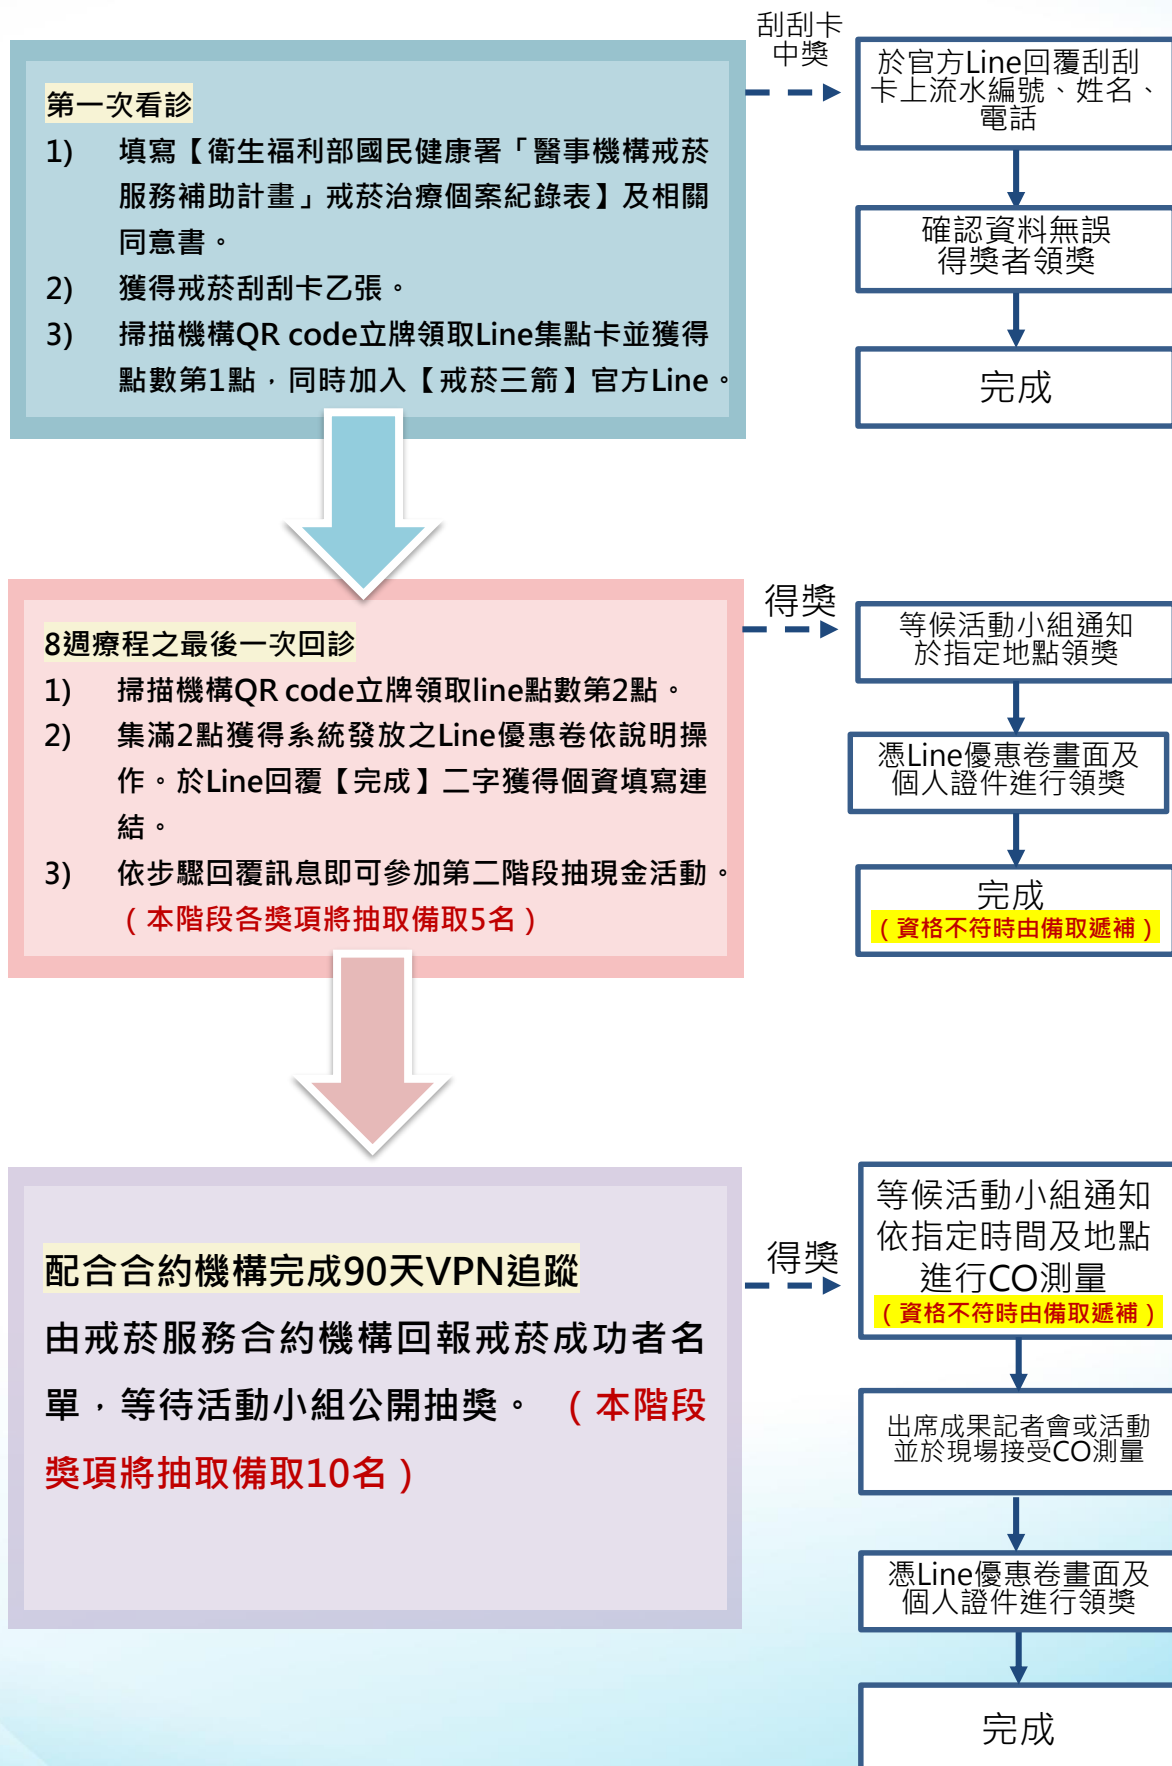 第一次看診
1) 填寫【衛生福利部國民健康署「醫事機構戒菸
服務補助計畫」戒菸治療個案紀錄表】及相關
同意書。
2) 獲得戒菸刮刮卡乙張。
3) 掃描機構QR code立牌領取Line集點卡並獲得
點數第1點，同時加入【戒菸三箭】官方Line。
刮刮卡
中獎
於官方Line回覆刮刮
卡上流水編號、姓名、
電話
確認資料無誤
得獎者領獎
完成
8週療程之最後一次回診
1) 掃描機構QR code立牌領取line點數第2點。
2) 集滿2點獲得系統發放之Line優惠卷依說明操
作。於Line回覆【完成】二字獲得個資填寫連
結。
3) 依步驟回覆訊息即可參加第二階段抽現金活動。
（本階段各獎項將抽取備取5名）
得獎
等候活動小組通知
於指定地點領獎
憑Line優惠卷畫面及
個人證件進行領獎
完成
（資格不符時由備取遞補）
配合合約機構完成90天VPN追蹤
由戒菸服務合約機構回報戒菸成功者名
單，等待活動小組公開抽獎。（本階段
獎項將抽取備取10名）
得獎
等候活動小組通知
依指定時間及地點
進行CO測量
（資格不符時由備取遞補）
出席成果記者會或活動
並於現場接受CO測量
憑Line優惠卷畫面及
個人證件進行領獎
完成